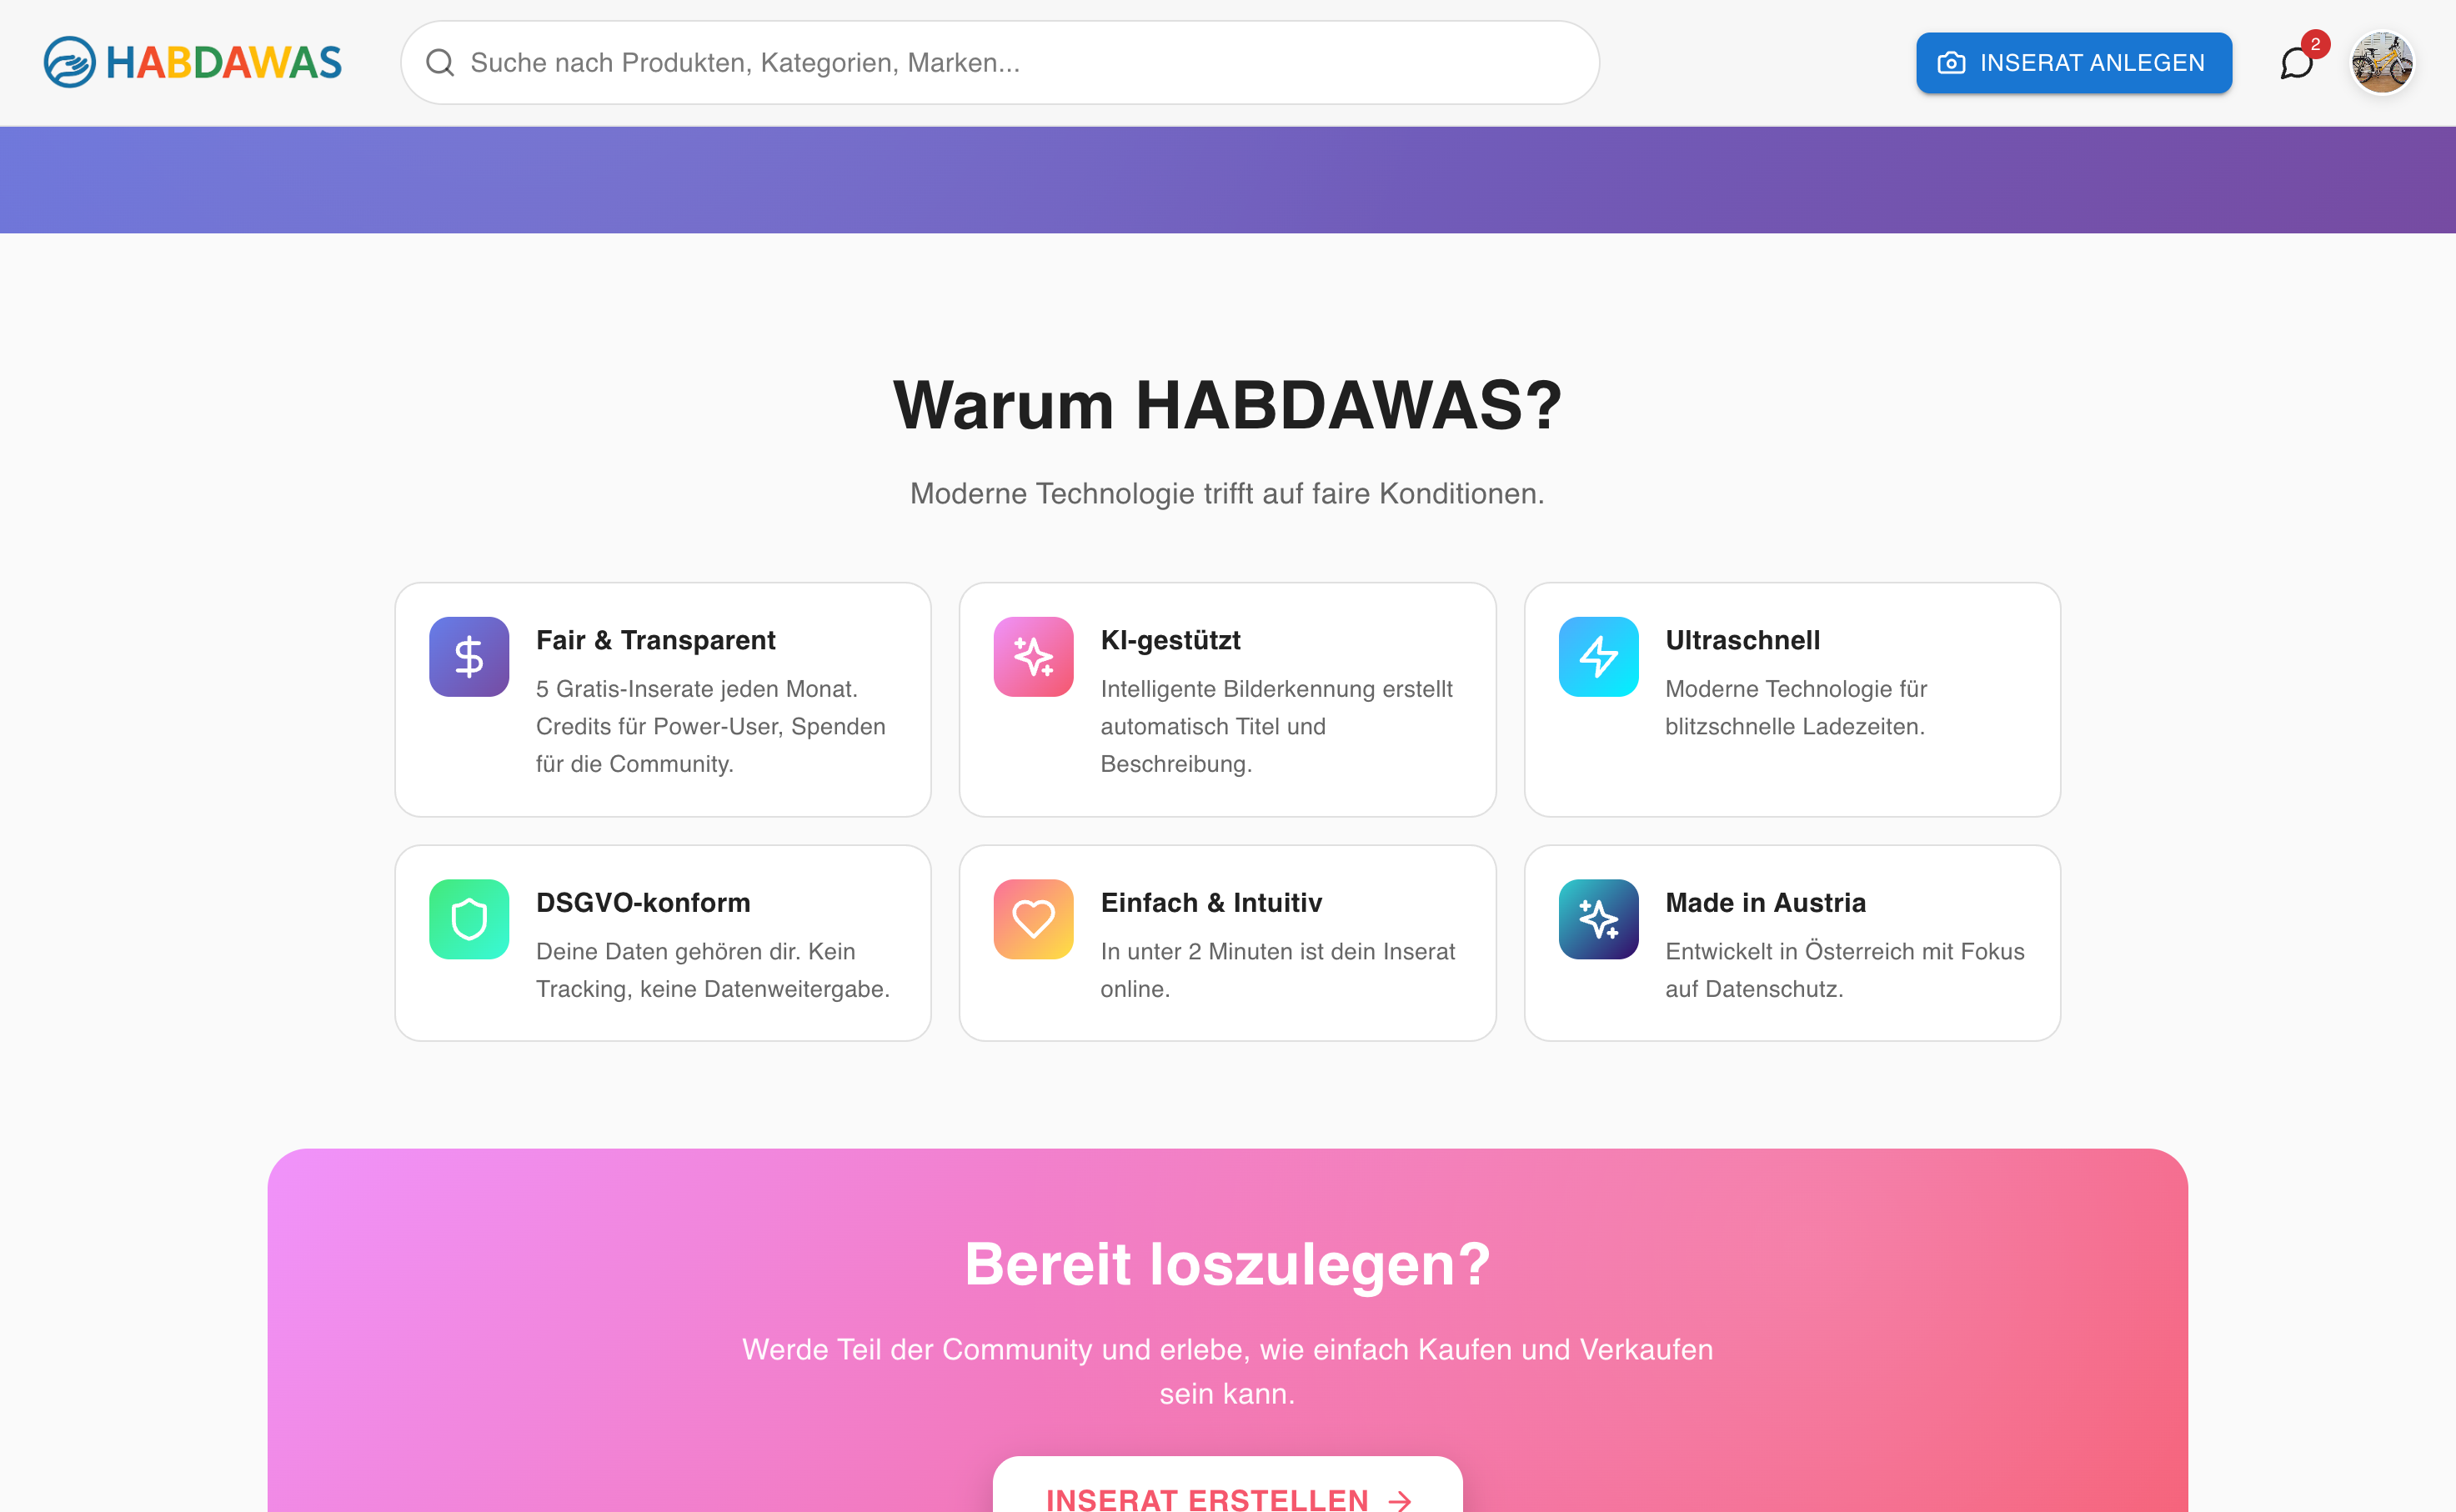 HABDAWAS
Suche nach Produkten, Kategorien, Marken...
INSERAT ANLEGEN
2
Warum HABDAWAS?
Moderne Technologie trifft auf faire Konditionen.
Fair & Transparent
5 Gratis-Inserate jeden Monat.
Credits für Power-User, Spenden
für die Community.
KI-gestützt
Intelligente Bilderkennung erstellt
automatisch Titel und
Beschreibung.
Ultraschnell
Moderne Technologie für
blitzschnelle Ladezeiten.
DSGVO-konform
Deine Daten gehören dir. Kein
Tracking, keine Datenweitergabe.
Einfach & Intuitiv
In unter 2 Minuten ist dein Inserat
online.
Made in Austria
Entwickelt in Österreich mit Fokus
auf Datenschutz.
Bereit loszulegen?
Werde Teil der Community und erlebe, wie einfach Kaufen und Verkaufen
sein kann.
INSERAT ERSTELLEN